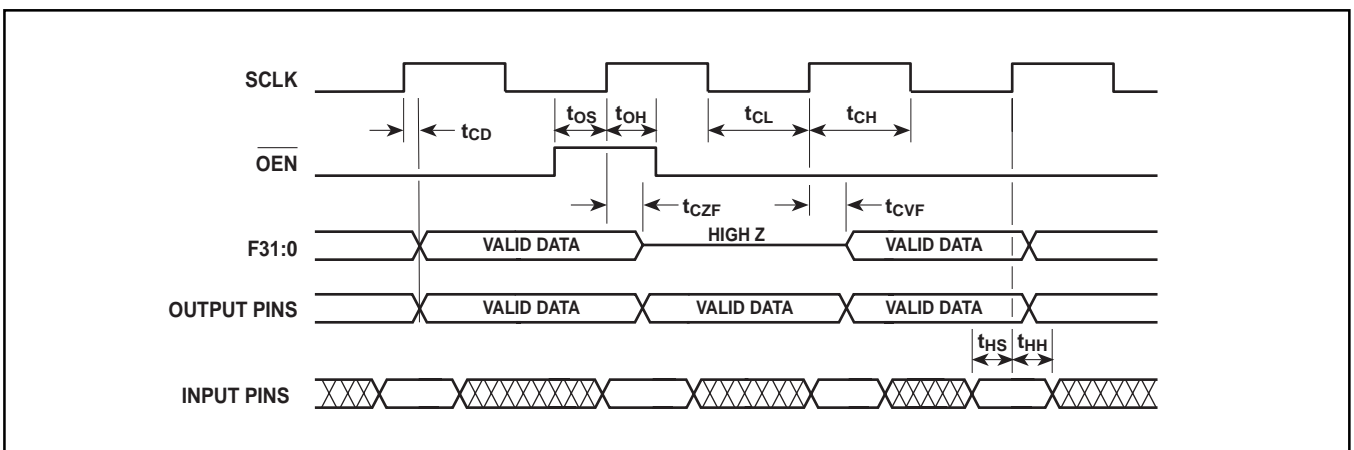 SCLK
tOS tOH tCL tCH
tCD
OEN
tCZF tCVF
HIGH Z
F31:0 VALID DATA VALID DATA
OUTPUT PINS VALID DATA VALID DATA VALID DATA
tHS tHH
INPUT PINS